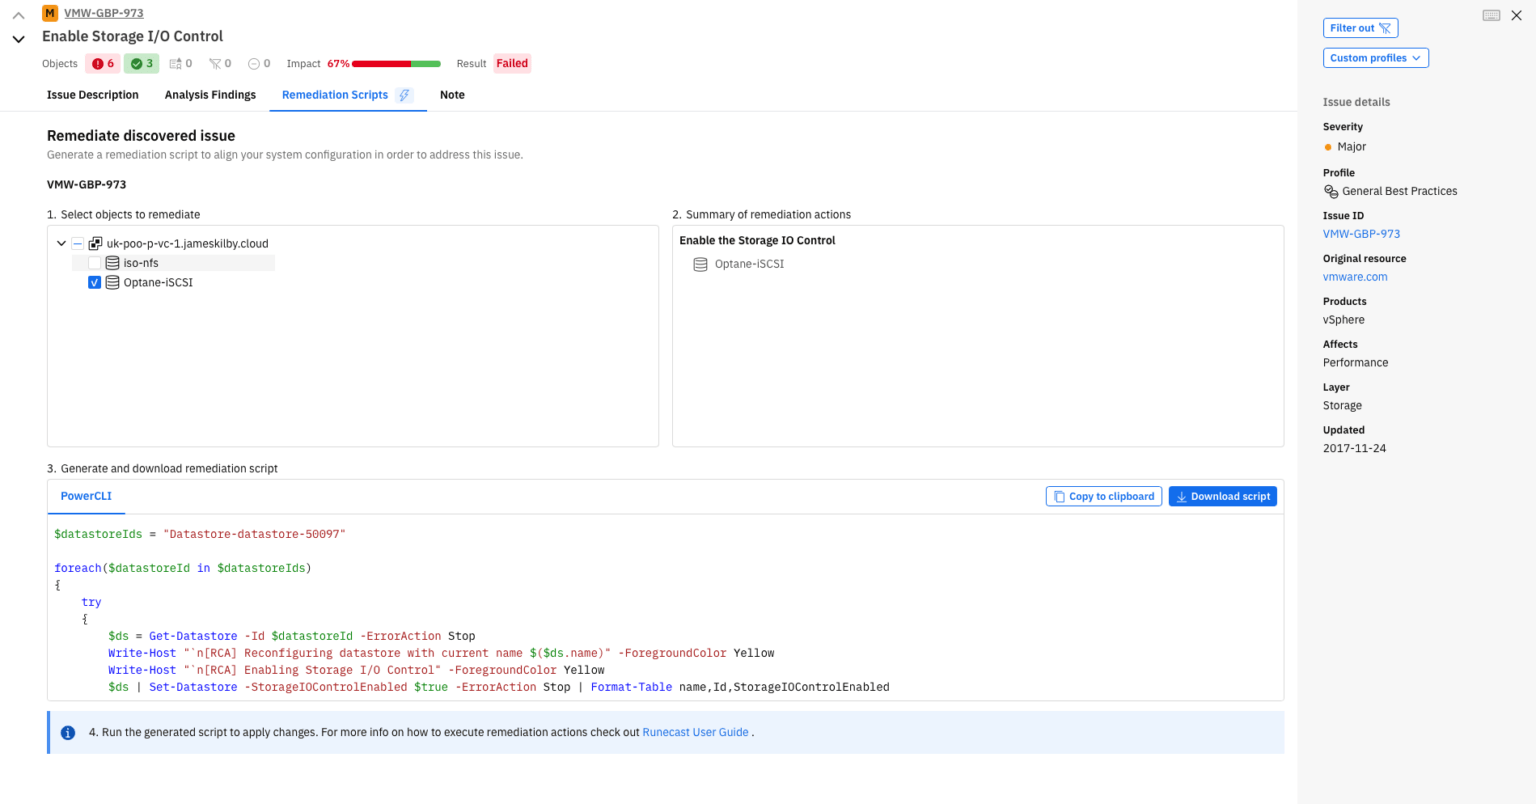 M VMW-GBP-973
Enable Storage I/O Control
Objects 6 3 0 0 0 Impact 67% Result Failed
Issue Description Analysis Findings Remediation Scripts Note
Remediate discovered issue
Generate a remediation script to align your system configuration in order to address this issue.
VMW-GBP-973
1. Select objects to remediate
uk-poo-p-vc-1.jameskilby.cloud
iso-nfs
Optane-iSCSI
2. Summary of remediation actions
Enable the Storage IO Control
Optane-iSCSI
3. Generate and download remediation script
PowerCLI Copy to clipboard Download script
$datastoreIds = "Datastore-datastore-50097"
foreach($datastoreId in $datastoreIds)
{
try
{
$ds = Get-Datastore -Id $datastoreId -ErrorAction Stop
Write-Host "`n[RCA] Reconfiguring datastore with current name $($ds.name)" -ForegroundColor Yellow
Write-Host "`n[RCA] Enabling Storage I/O Control" -ForegroundColor Yellow
$ds | Set-Datastore -StorageIOControlEnabled $true -ErrorAction Stop | Format-Table name,Id,StorageIOControlEnabled
4. Run the generated script to apply changes. For more info on how to execute remediation actions check out Runecast User Guide .
Filter out
Custom profiles
Issue details
Severity
Major
Profile
General Best Practices
Issue ID
VMW-GBP-973
Original resource
vmware.com
Products
vSphere
Affects
Performance
Layer
Storage
Updated
2017-11-24